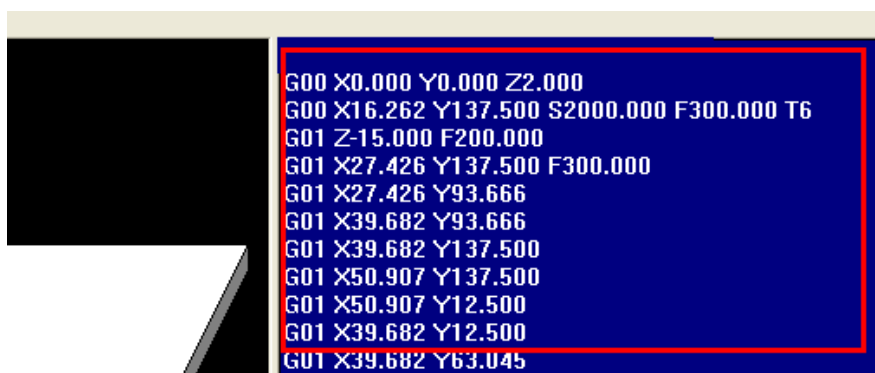 G00 X0.000 Y0.000 Z2.000
G00 X16.262 Y137.500 S2000.000 F300.000 T6
G01 Z-15.000 F200.000
G01 X27.426 Y137.500 F300.000
G01 X27.426 Y93.666
G01 X39.682 Y93.666
G01 X39.682 Y137.500
G01 X50.907 Y137.500
G01 X50.907 Y12.500
G01 X39.682 Y12.500
G01 X39.682 Y63.045